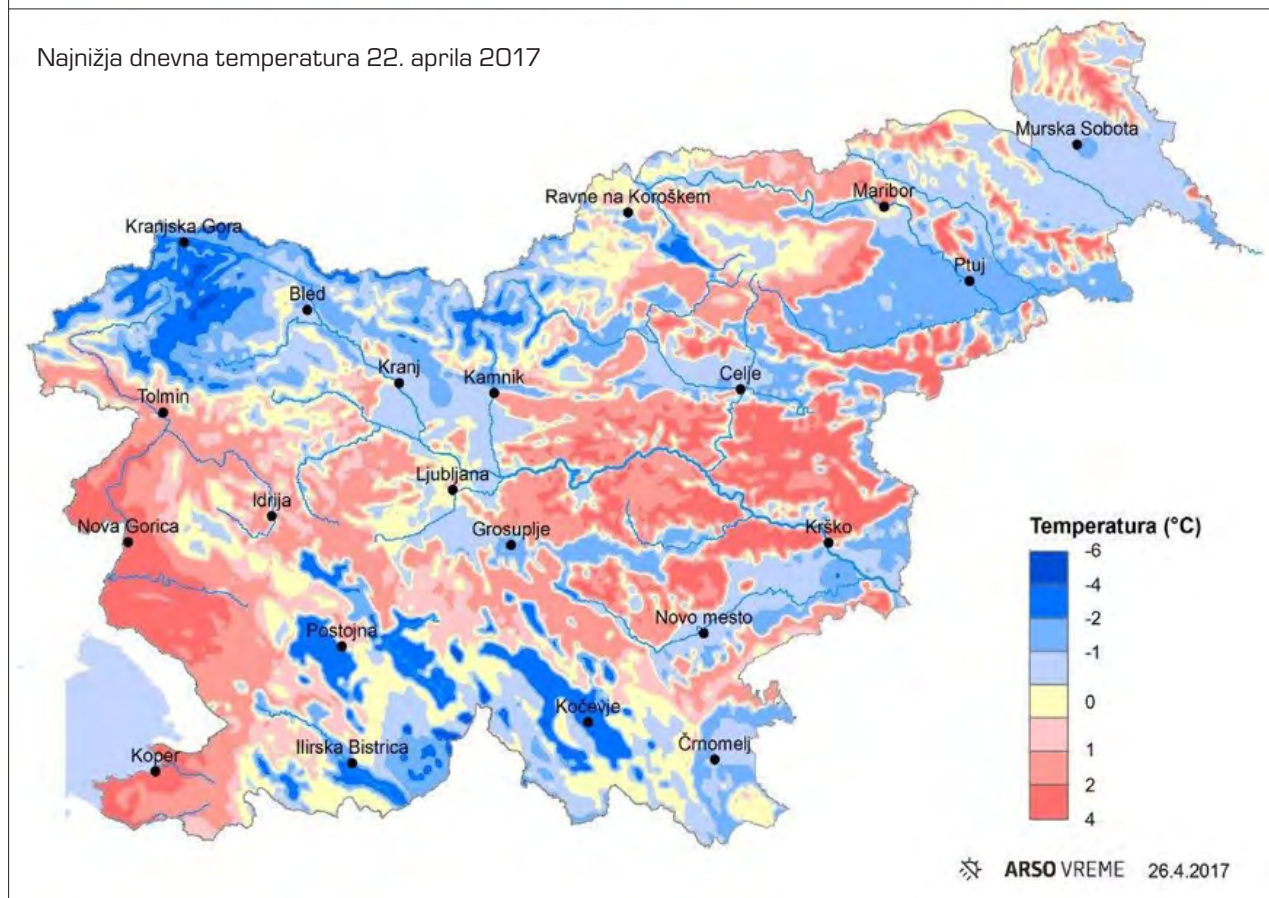 Najnižja dnevna temperatura 22. aprila 2017
Murska Sobota
Maribor
Ravne na Koroškem
Kranjska Gora
Ptuj
Bled
Kranj
Kamnik
Celje
Tolmin
Ljubljana
Idrija
Grosuplje
Krško
Nova Gorica
Novo mesto
Postojna
Kočevje
Črnomelj
Ilirska Bistrica
Koper
Temperatura (°C)
-6
-4
-2
-1
0
1
2
4
ARSO VREME 26.4.2017